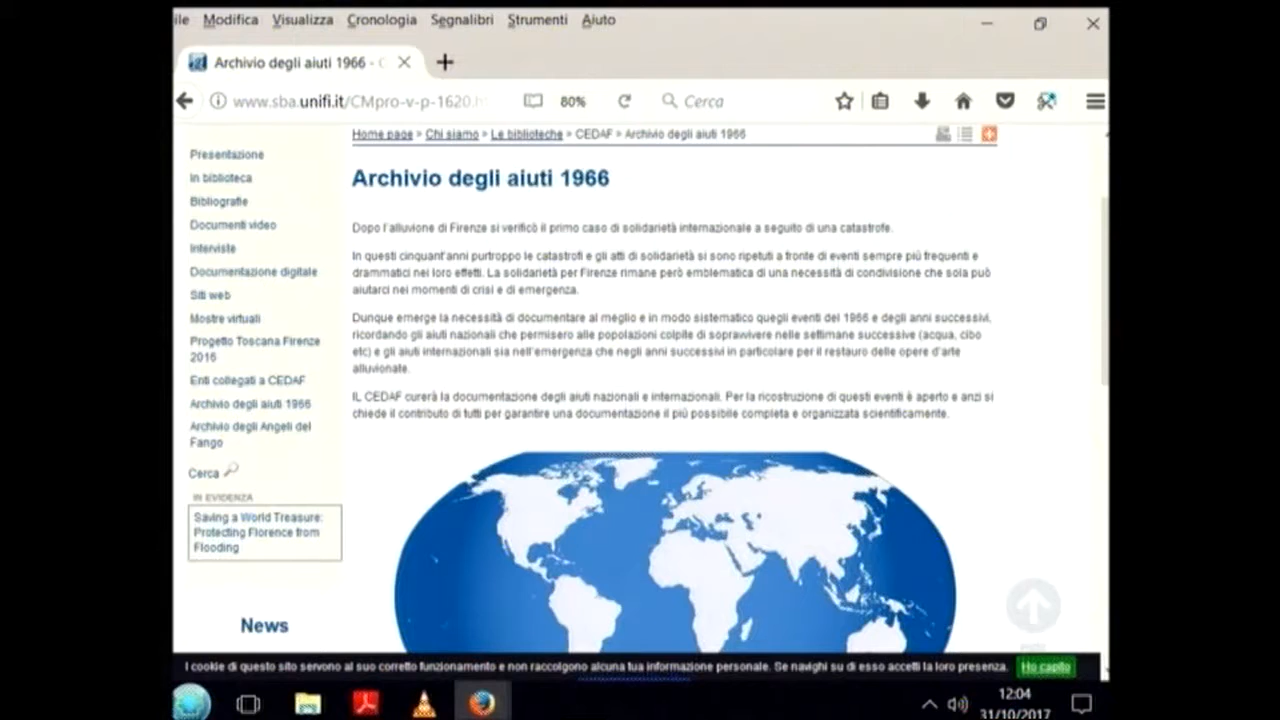 ile Modifica Visualizza Cronologia Segnalibri Strumenti Aiuto
Archivio degli aiuti 1966 - C
www.sba.unifi.it/CMpro-v-p-1620.h
80%
Cerca
Home page > Chi siamo > Le biblioteche > CEDAF > Archivio degli aiuti 1966
Presentazione
In biblioteca
Bibliografie
Documenti video
Interviste
Documentazione digitale
Siti web
Mostre virtuali
Progetto Toscana Firenze
2016
Enti collegati a CEDAF
Archivio degli aiuti 1966
Archivio degli Angeli del
Fango
Cerca
IN EVIDENZA
Saving a World Treasure:
Protecting Florence from
Flooding
News
Archivio degli aiuti 1966
Dopo l'alluvione di Firenze si verificò il primo caso di solidarietà internazionale a seguito di una catastrofe.
In questi cinquant'anni purtroppo le catastrofi e gli atti di solidarietà si sono ripetuti a fronte di eventi sempre più frequenti e
drammatici nei loro effetti. La solidarietà per Firenze rimane però emblematica di una necessità di condivisione che sola può
aiutarci nei momenti di crisi e di emergenza.
Dunque emerge la necessità di documentare al meglio e in modo sistematico quegli eventi del 1966 e degli anni successivi,
ricordando gli aiuti nazionali che permisero alle popolazioni colpite di sopravvivere nelle settimane successive (acqua, cibo
etc) e gli aiuti internazionali sia nell'emergenza che negli anni successivi in particolare per il restauro delle opere d'arte
alluvionate.
IL CEDAF curerà la documentazione degli aiuti nazionali e internazionali. Per la ricostruzione di questi eventi è aperto e anzi si
chiede il contributo di tutti per garantire una documentazione il più possibile completa e organizzata scientificamente.
I cookie di questo sito servono al suo corretto funzionamento e non raccolgono alcuna tua informazione personale. Se navighi su di esso accetti la loro presenza. Ho capito
12:04
31/10/2017